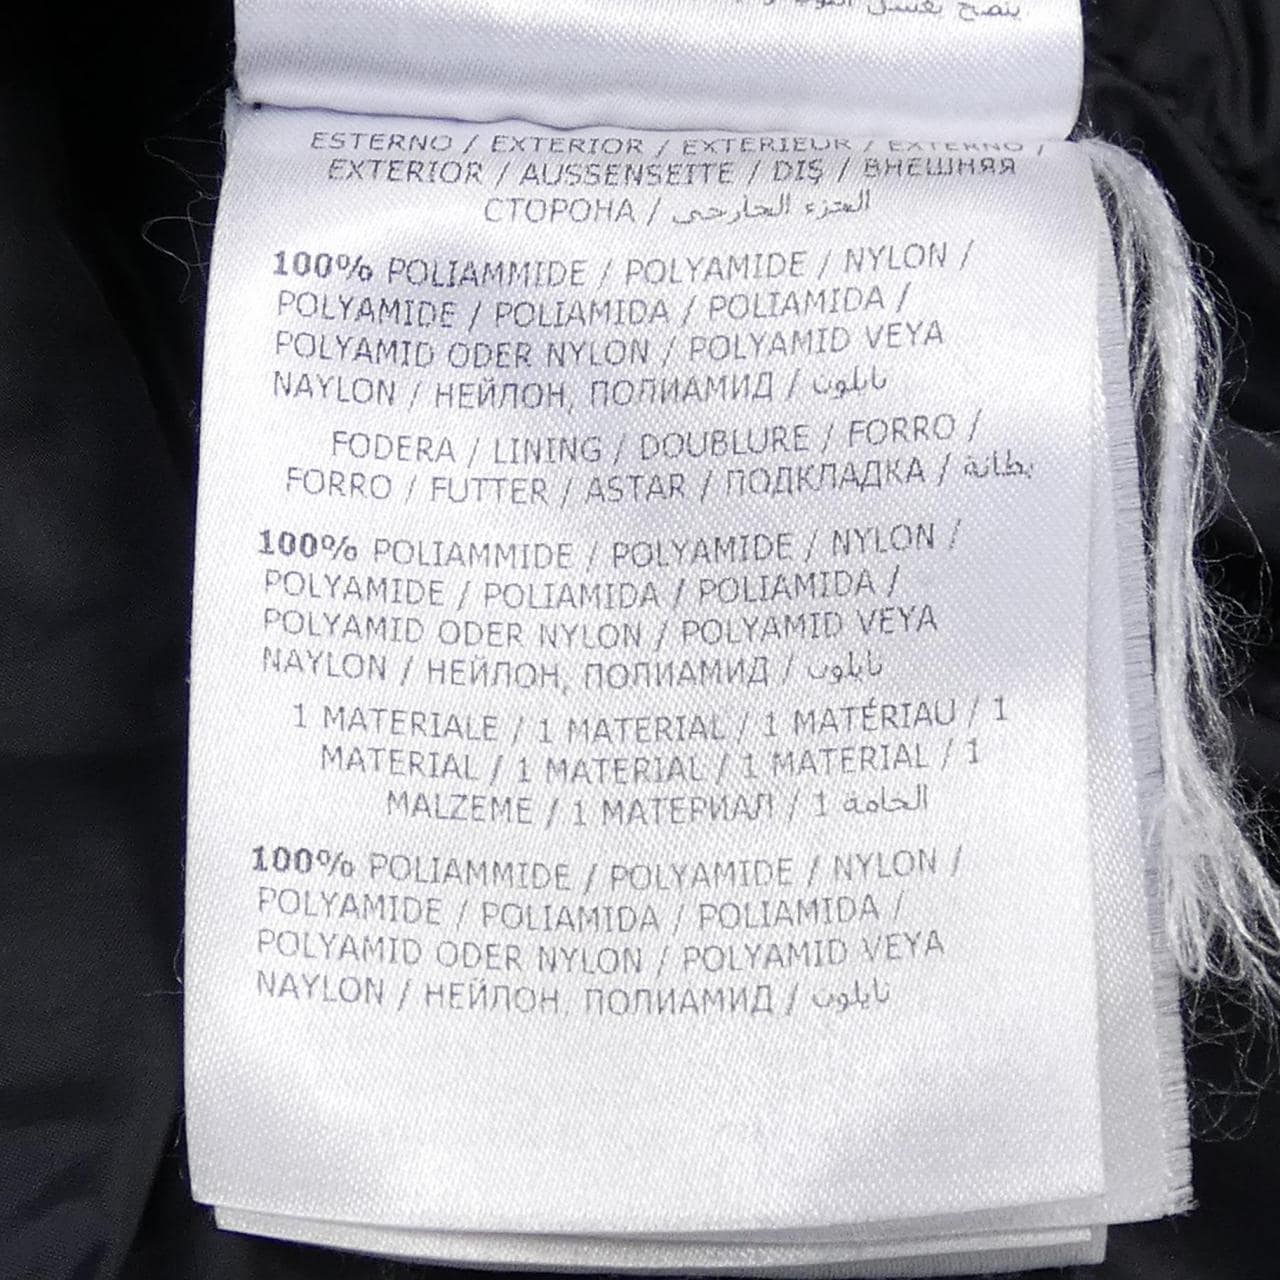 ESTERNO / EXTERIOR / EXTERIEUR / EXTERNO /
EXTERIOR / AUSSENSEITE / DIŞ / ВНЕШНЯЯ
СТОРОНА / الجزء الخارجي
100% POLIAMMIDE / POLYAMIDE / NYLON /
POLYAMIDE / POLIAMIDA / POLIAMIDA /
POLYAMID ODER NYLON / POLYAMID VEYA
NAYLON / НЕЙЛОН, ПОЛИАМИД / نايلون
FODERA / LINING / DOUBLURE / FORRO /
FORRO / FUTTER / ASTAR / ПОДКЛАДКА / بطانة
100% POLIAMMIDE / POLYAMIDE / NYLON /
POLYAMIDE / POLIAMIDA / POLIAMIDA /
POLYAMID ODER NYLON / POLYAMID VEYA
NAYLON / НЕЙЛОН, ПОЛИАМИД / نايلون
1 MATERIALE / 1 MATERIAL / 1 MATÉRIAU / 1
MATERIAL / 1 MATERIAL / 1 MATERIAL / 1
MALZEME / 1 МАТЕРИАЛ / 1 الخامة
100% POLIAMMIDE / POLYAMIDE / NYLON /
POLYAMIDE / POLIAMIDA / POLIAMIDA /
POLYAMID ODER NYLON / POLYAMID VEYA
NAYLON / НЕЙЛОН, ПОЛИАМИД / نايلون